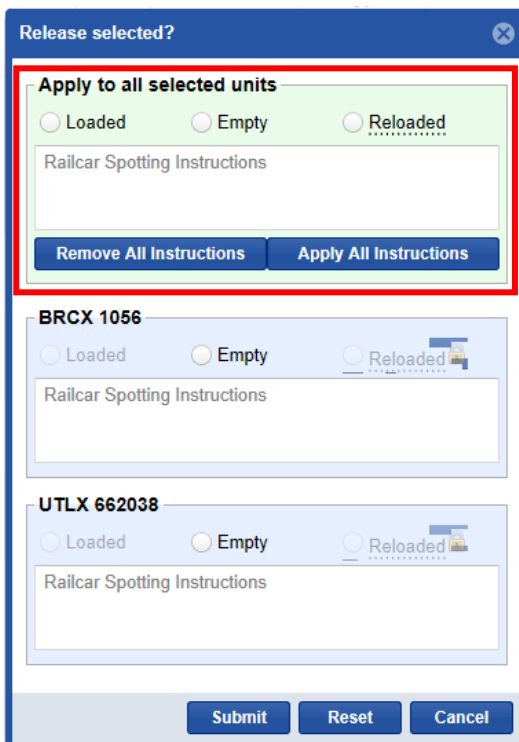 Release selected?
Apply to all selected units
Loaded Empty Reloaded
Railcar Spotting Instructions
Remove All Instructions Apply All Instructions
BRCX 1056
Loaded Empty Reloaded
Railcar Spotting Instructions
UTLX 662038
Loaded Empty Reloaded
Railcar Spotting Instructions
Submit Reset Cancel